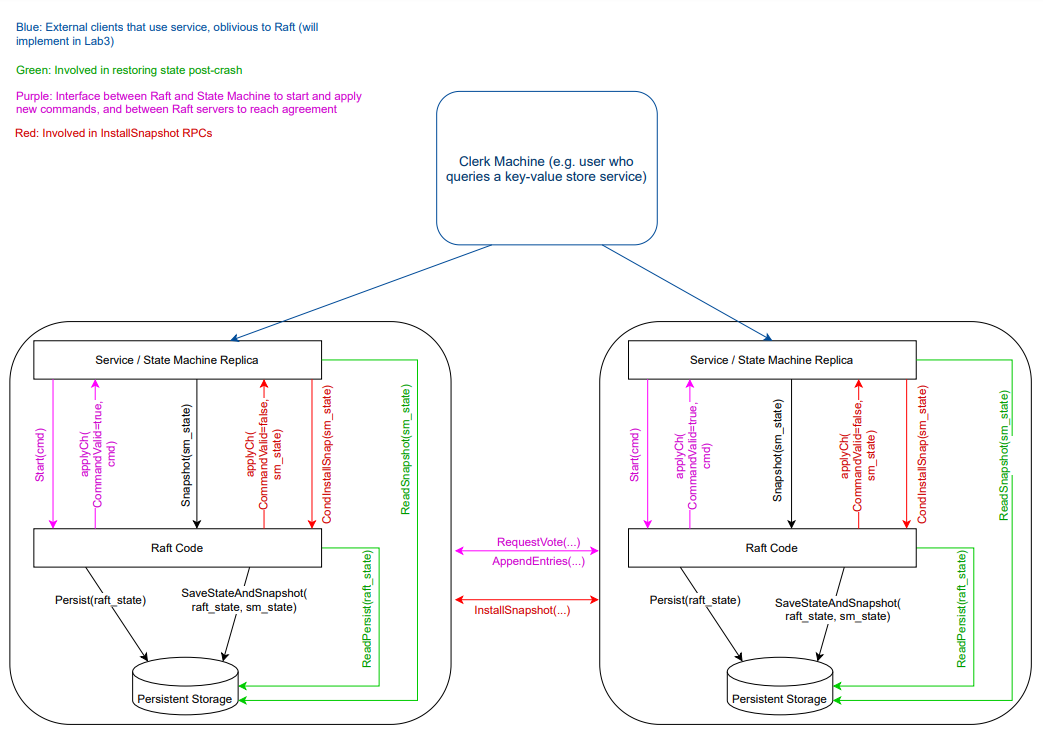 Blue: External clients that use service, oblivious to Raft (will
implement in Lab3)
Green: Involved in restoring state post-crash
Purple: Interface between Raft and State Machine to start and apply
new commands, and between Raft servers to reach agreement
Red: Involved in InstallSnapshot RPCs
Clerk Machine (e.g. user who
queries a key-value store service)
Service / State Machine Replica
Start(cmd)
applyCh(
CommandValid=true,
cmd)
Snapshot(sm_state)
applyCh(
CommandValid=false,
sm_state)
CondInstallSnap(sm_state)
ReadSnapshot(sm_state)
Raft Code
Persist(raft_state)
SaveStateAndSnapshot(
raft_state, sm_state)
ReadPersist(raft_state)
Persistent Storage
RequestVote(...)
AppendEntries(...)
InstallSnapshot(...)
Service / State Machine Replica
Start(cmd)
applyCh(
CommandValid=true,
cmd)
Snapshot(sm_state)
applyCh(
CommandValid=false,
sm_state)
CondInstallSnap(sm_state)
ReadSnapshot(sm_state)
Raft Code
Persist(raft_state)
SaveStateAndSnapshot(
raft_state, sm_state)
ReadPersist(raft_state)
Persistent Storage